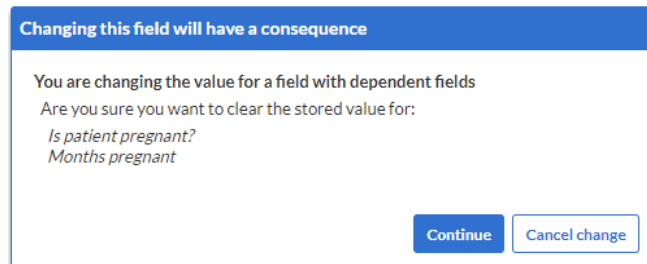 Changing this field will have a consequence
You are changing the value for a field with dependent fields
Are you sure you want to clear the stored value for:
Is patient pregnant?
Months pregnant
Continue
Cancel change